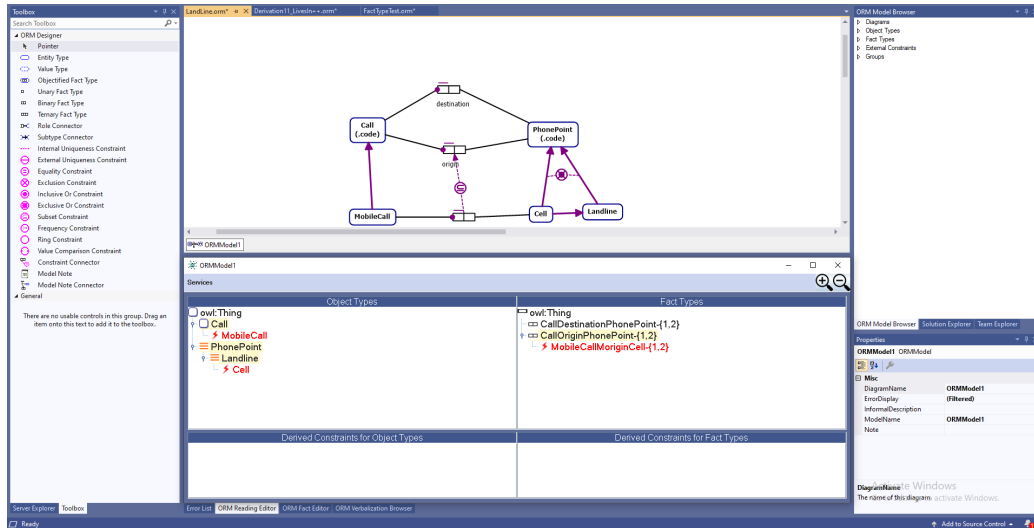 Toolbox
Search Toolbox
ORM Designer
Pointer
Entity Type
Value Type
Objectified Fact Type
Unary Fact Type
Binary Fact Type
Ternary Fact Type
Role Connector
Subtype Connector
Internal Uniqueness Constraint
External Uniqueness Constraint
Equality Constraint
Exclusion Constraint
Inclusive Or Constraint
Exclusive Or Constraint
Subset Constraint
Frequency Constraint
Ring Constraint
Value Comparison Constraint
Constraint Connector
Model Note
Model Note Connector
General
There are no usable controls in this group. Drag an
item onto this text to add it to the toolbox.
Server Explorer Toolbox
LandLine.orm* Derivation11_LivesIn++.orm* FactTypeTest.orm*
destination
Call
(.code)
PhonePoint
(.code)
origin
MobileCall
Cell
Landline
ORMModel1
ORMModel1
Services
Object Types
owl:Thing
Call
MobileCall
PhonePoint
Landline
Cell
Fact Types
owl:Thing
CallDestinationPhonePoint-{1,2}
CallOriginPhonePoint-{1,2}
MobileCallMoriginCell-{1,2}
Derived Constraints for Object Types
Derived Constraints for Fact Types
Error List ORM Reading Editor ORM Fact Editor ORM Verbalization Browser
ORM Model Browser
Diagrams
Object Types
Fact Types
External Constraints
Groups
ORM Model Browser Solution Explorer Team Explorer
Properties
ORMModel1 ORMModel
Misc
DiagramName ORMModel1
ErrorDisplay (Filtered)
InformalDescription
ModelName ORMModel1
Note
Activate Windows
DiagramName
The name of this diagram.
activate Windows.
Ready
Add to Source Control